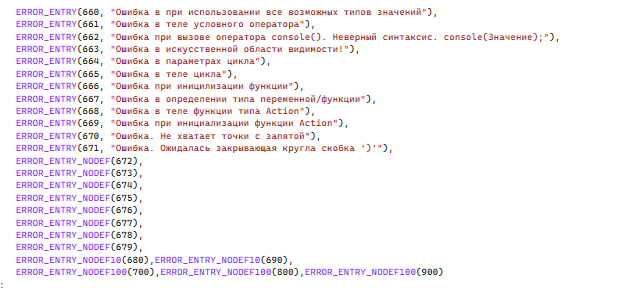 ERROR_ENTRY(660, "Ошибка в при использовании все возможных типов значений"),
ERROR_ENTRY(661, "Ошибка в теле условного оператора"),
ERROR_ENTRY(662, "Ошибка при вызове оператора console(). Неверный синтаксис. console(Значение);"),
ERROR_ENTRY(663, "Ошибка в искусственной области видимости!"),
ERROR_ENTRY(664, "Ошибка в параметрах цикла"),
ERROR_ENTRY(665, "Ошибка в теле цикла"),
ERROR_ENTRY(666, "Ошибка при иницилизации функции"),
ERROR_ENTRY(667, "Ошибка в определении типа переменной/функции"),
ERROR_ENTRY(668, "Ошибка в теле функции типа Action"),
ERROR_ENTRY(669, "Ошибка при инициализации функции Action"),
ERROR_ENTRY(670, "Ошибка. Не хватает точки с запятой"),
ERROR_ENTRY(671, "Ошибка. Ожидалась закрывающая кругла скобка ')'"),
ERROR_ENTRY_NODEF(672),
ERROR_ENTRY_NODEF(673),
ERROR_ENTRY_NODEF(674),
ERROR_ENTRY_NODEF(675),
ERROR_ENTRY_NODEF(676),
ERROR_ENTRY_NODEF(677),
ERROR_ENTRY_NODEF(678),
ERROR_ENTRY_NODEF(679),
ERROR_ENTRY_NODEF10(680),ERROR_ENTRY_NODEF10(690),
ERROR_ENTRY_NODEF100(700),ERROR_ENTRY_NODEF100(800),ERROR_ENTRY_NODEF100(900)